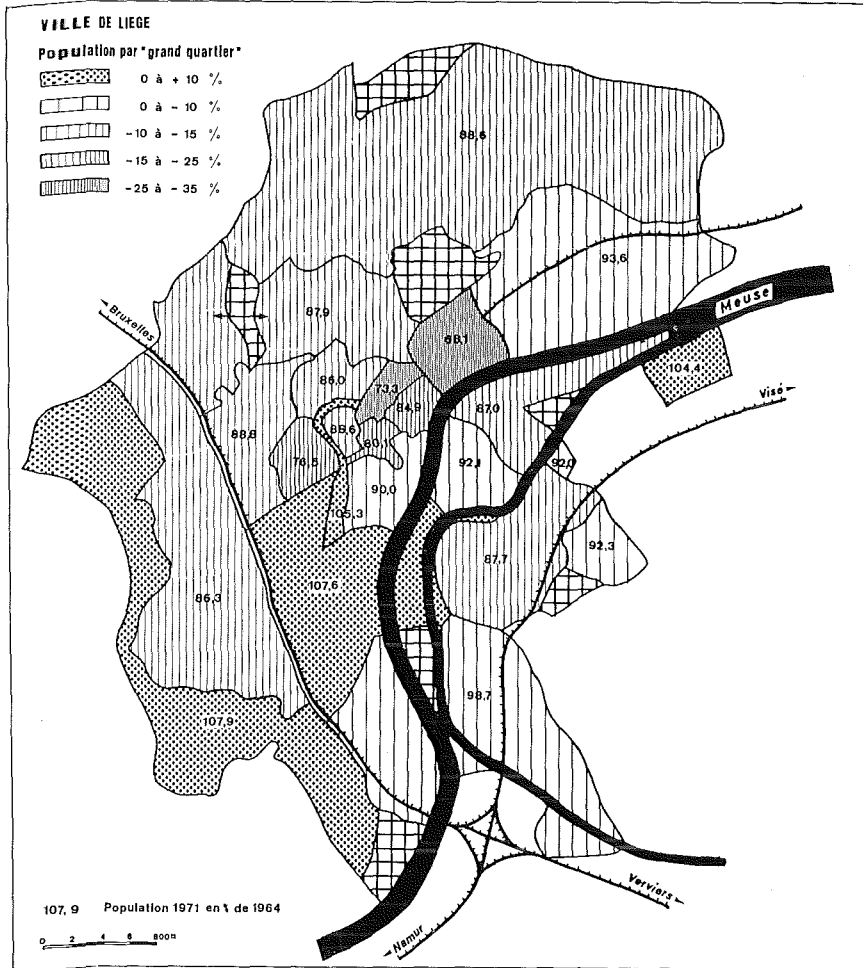 VILLE DE LIEGE
Population par "grand quartier"
0 à + 10 %
0 à - 10 %
-10 à - 15 %
-15 à - 25 %
-25 à - 35 %
88,6
93,6
Meuse
87,9
Bruxelles
68,1
104,4
86,0
73,3
84,9
Visé
87,0
88,8
88,6
80,1
76,8
92,1
92,0
90,0
105,3
87,7
92,3
107,6
86,3
98,7
107,9
Verviers
Namur
107, 9 Population 1971 en % de 1964
0 2 4 6 800m